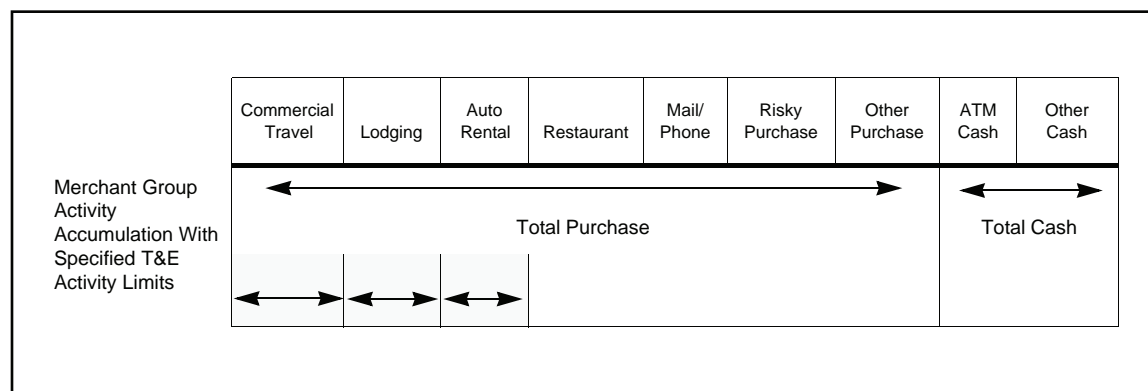 Commercial
Travel
Lodging
Auto
Rental
Restaurant
Mail/
Phone
Risky
Purchase
Other
Purchase
ATM
Cash
Other
Cash
Merchant Group
Activity
Accumulation With
Specified T&E
Activity Limits
Total Purchase
Total Cash